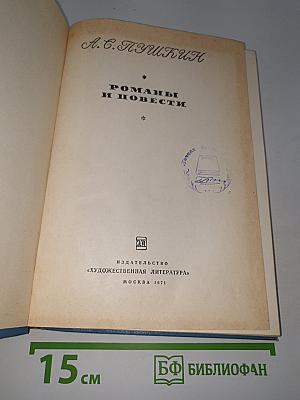 А.С.ПУШКИН
РОМАНЫ
И ПОВЕСТИ
ИЗДАТЕЛЬСТВО
«ХУДОЖЕСТВЕННАЯ ЛИТЕРАТУРА»
МОСКВА 1971
15 см
БФ БИБЛИОФАН